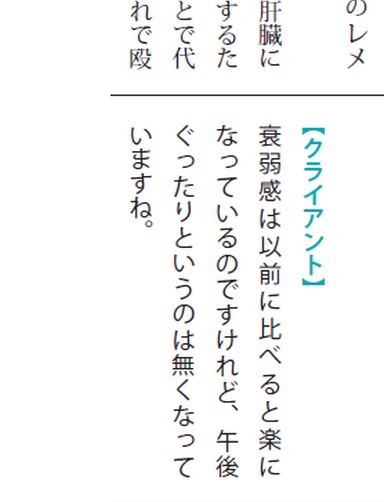 のレメ
肝臓に
するた
とで代
れで殴
【クライアント】
衰弱感は以前に比べると楽に
なっているのですけれど、午後
ぐったりというのは無くなって
いますね。